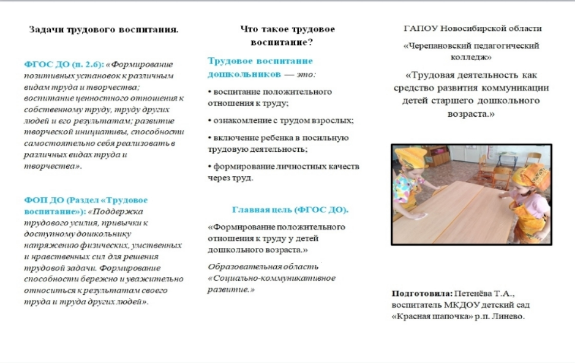 Задачи трудового воспитания.
ФГОС ДО (п. 2.6): «Формирование
позитивных установок к различным
видам труда и творчества;
воспитание ценностного отношения к
собственному труду, труду других
людей и его результатам; развитие
творческой инициативы, способности
самостоятельно себя реализовать в
различных видах труда и
творчества».
ФОП ДО (Раздел «Трудовое
воспитание»): «Поддержка
трудового усилия, привычки к
доступному дошкольнику
напряжению физических, умственных
и нравственных сил для решения
трудовой задачи. Формирование
способности бережно и уважительно
относиться к результатам своего
труда и труда других людей».
Что такое трудовое
воспитание?
Трудовое воспитание
дошкольников — это:
• воспитание положительного
отношения к труду;
• ознакомление с трудом взрослых;
• включение ребенка в посильную
трудовую деятельность;
• формирование личностных качеств
через труд.
Главная цель (ФГОС ДО).
«Формирование положительного
отношения к труду у детей
дошкольного возраста.»
Образовательная область
«Социально-коммуникативное
развитие.»
ГАПОУ Новосибирской области
«Черепановский педагогический
колледж»
«Трудовая деятельность как
средство развития коммуникации
детей старшего дошкольного
возраста.»
Подготовила: Петенёва Т.А.,
воспитатель МКДОУ детский сад
«Красная шапочка» р.п. Линево.